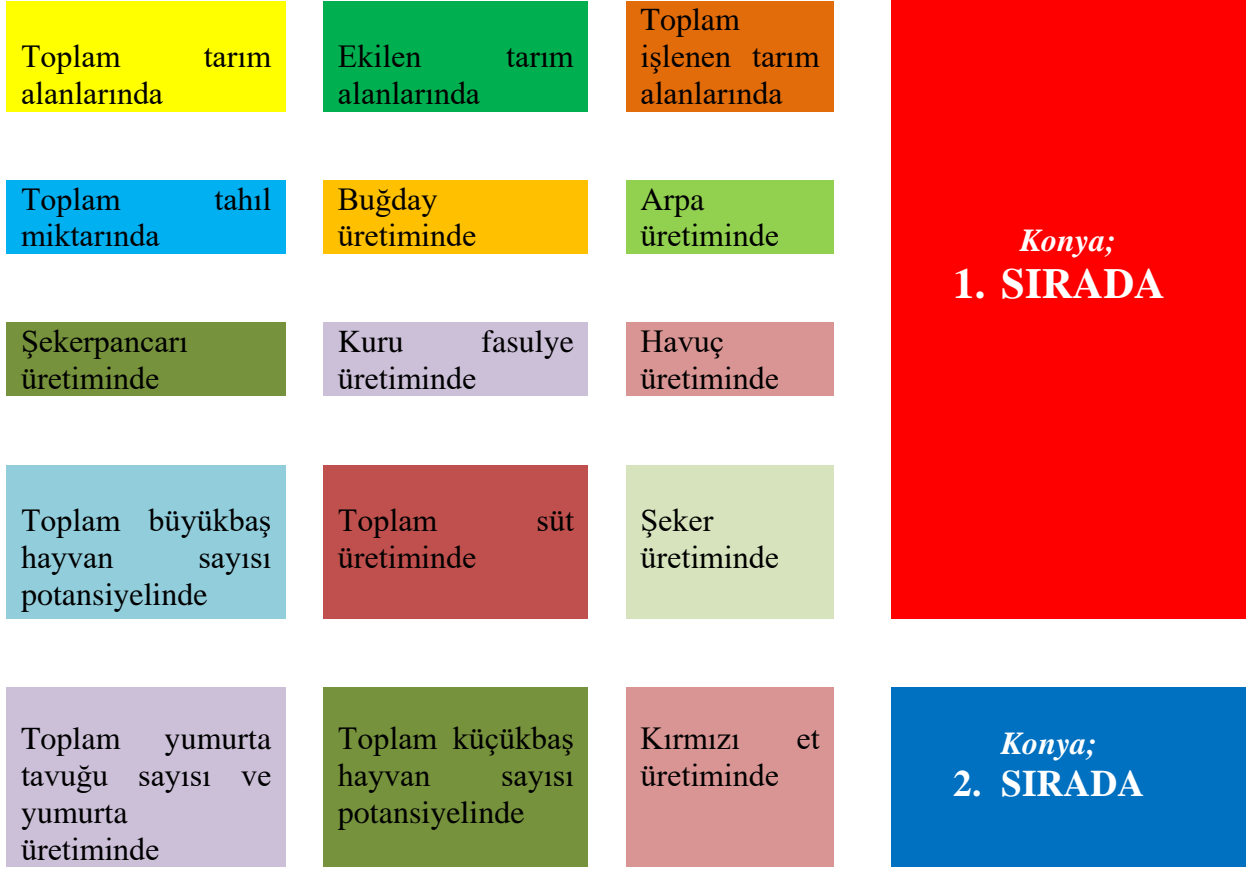 Toplam tarım
alanlarında
Ekilen tarım
alanlarında
Toplam
işlenen tarım
alanlarında
Toplam tahıl
miktarında
Buğday
üretiminde
Arpa
üretiminde
Şekerpancarı
üretiminde
Kuru fasulye
üretiminde
Havuç
üretiminde
Toplam büyükbaş
hayvan sayısı
potansiyelinde
Toplam süt
üretiminde
Şeker
üretiminde
Konya;
1. SIRADA
Toplam yumurta
tavuğu sayısı ve
yumurta
üretiminde
Toplam küçükbaş
hayvan sayısı
potansiyelinde
Kırmızı et
üretiminde
Konya;
2. SIRADA